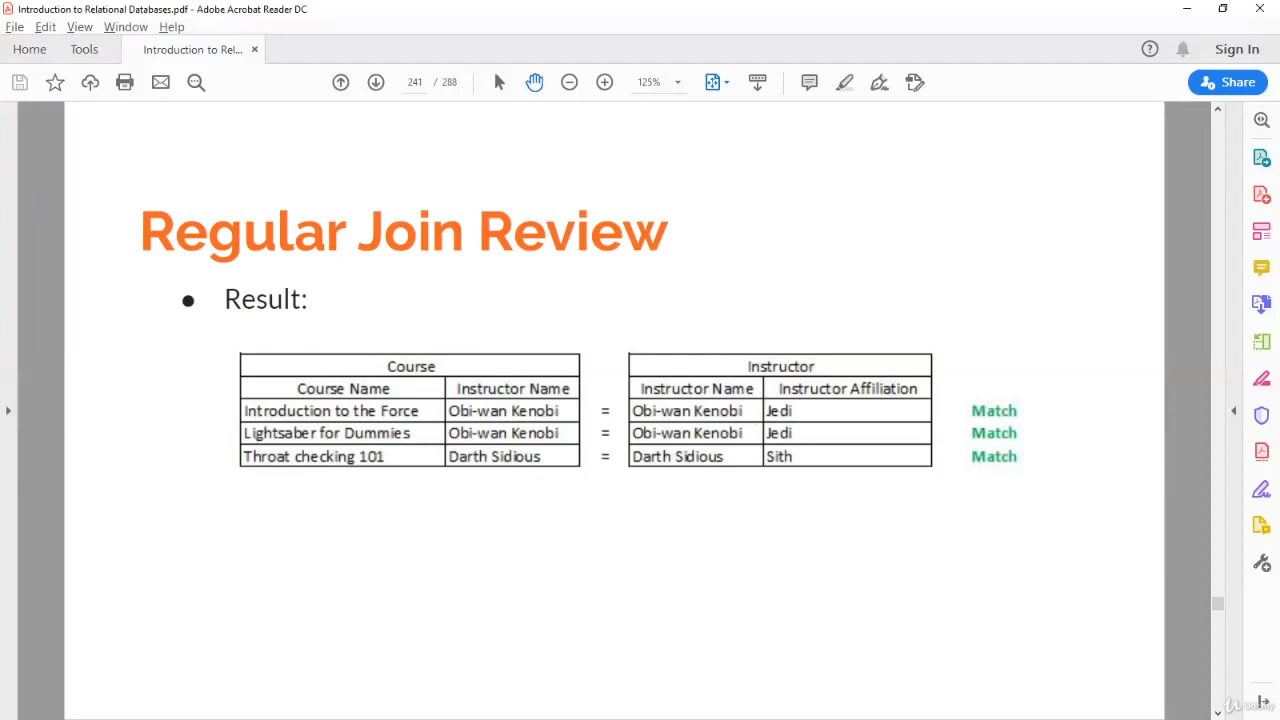 Introduction to Relational Databases.pdf - Adobe Acrobat Reader DC
File Edit View Window Help
Home Tools Introduction to Rel... × Sign In
241 / 288 125% Share
Regular Join Review
● Result:
Course Instructor
Course Name Instructor Name Instructor Name Instructor Affiliation
Introduction to the Force Obi-wan Kenobi = Obi-wan Kenobi Jedi Match
Lightsaber for Dummies Obi-wan Kenobi = Obi-wan Kenobi Jedi Match
Throat checking 101 Darth Sidious = Darth Sidious Sith Match
Udemy